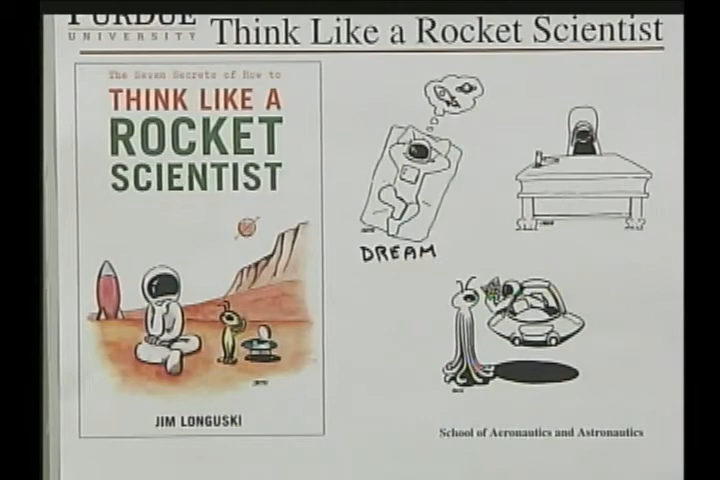 PURDUE
UNIVERSITY
Think Like a Rocket Scientist
The Seven Secrets of How to
THINK LIKE A
ROCKET
SCIENTIST
JIM LONGUSKI
DREAM
School of Aeronautics and Astronautics